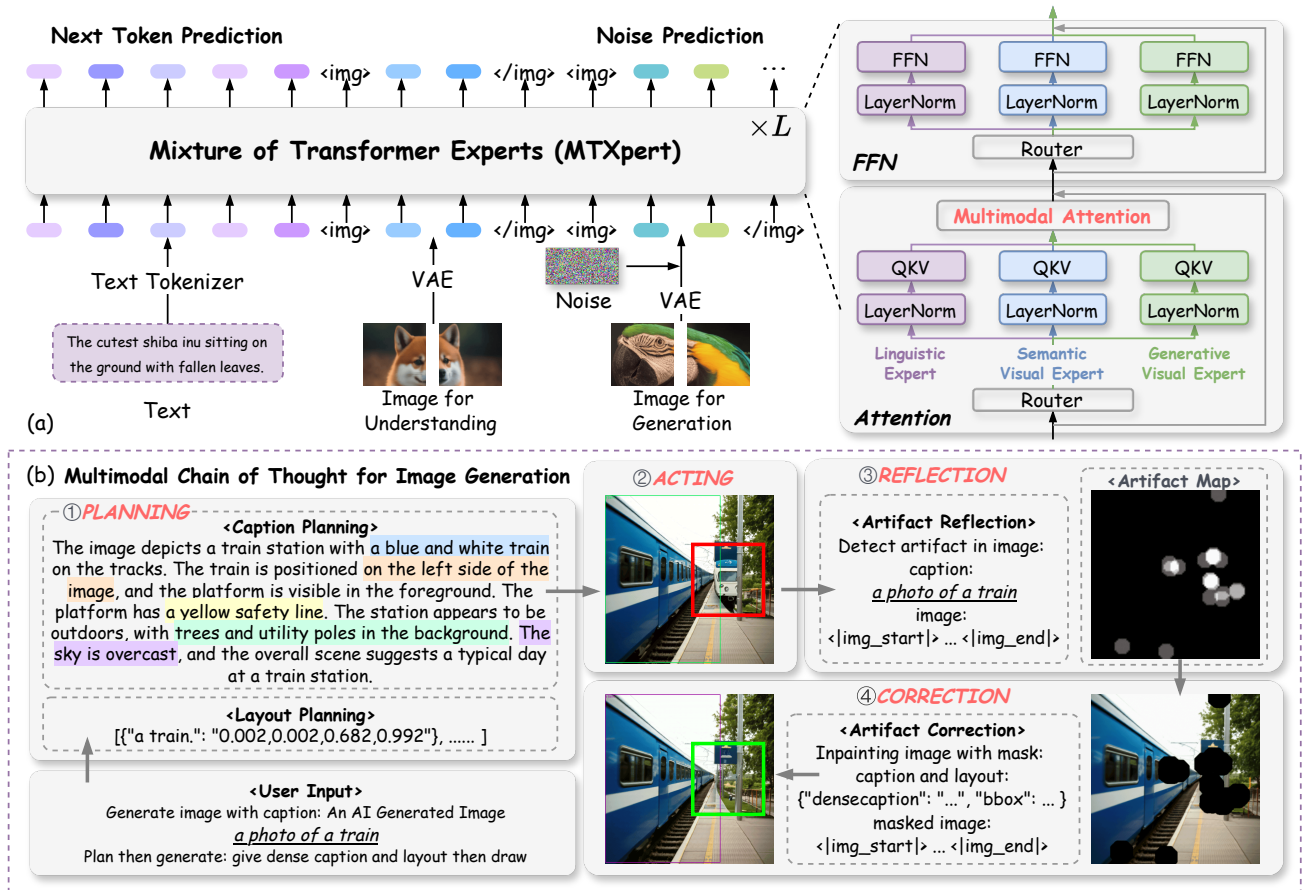 Next Token Prediction
Noise Prediction
<img>
</img>
<img>
...
Mixture of Transformer Experts (MTXpert)
×L
<img>
</img>
<img>
</img>
Text Tokenizer
VAE
Noise
VAE
The cutest shiba inu sitting on
the ground with fallen leaves.
Text
Image for
Understanding
Image for
Generation
(a)
FFN
FFN
FFN
LayerNorm
LayerNorm
LayerNorm
Router
FFN
Multimodal Attention
QKV
QKV
QKV
LayerNorm
LayerNorm
LayerNorm
Linguistic
Expert
Semantic
Visual Expert
Generative
Visual Expert
Router
Attention
(b) Multimodal Chain of Thought for Image Generation
①PLANNING
<Caption Planning>
The image depicts a train station with a blue and white train
on the tracks. The train is positioned on the left side of the
image, and the platform is visible in the foreground. The
platform has a yellow safety line. The station appears to be
outdoors, with trees and utility poles in the background. The
sky is overcast, and the overall scene suggests a typical day
at a train station.
<Layout Planning>
[{"a train.": "0.002,0.002,0.682,0.992"}, ...... ]
<User Input>
Generate image with caption: An AI Generated Image
a photo of a train
Plan then generate: give dense caption and layout then draw
②ACTING
③REFLECTION
<Artifact Reflection>
Detect artifact in image:
caption:
a photo of a train
image:
<|img_start|> ... <|img_end|>
<Artifact Map>
④CORRECTION
<Artifact Correction>
Inpainting image with mask:
caption and layout:
{"densecaption": "...", "bbox": ... }
masked image:
<|img_start|> ... <|img_end|>